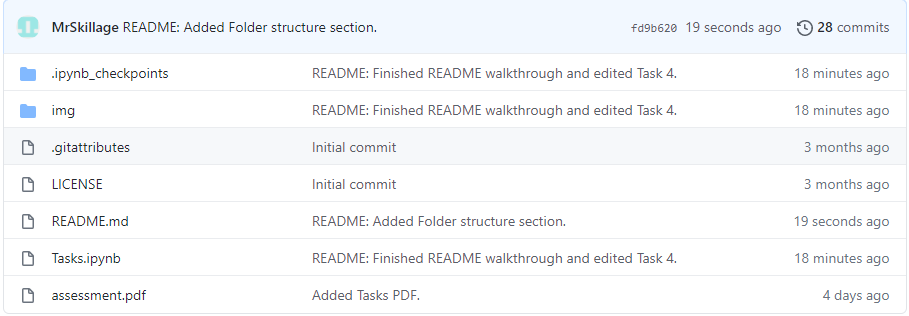 MrSkillage README: Added Folder structure section. fd9b620 19 seconds ago 28 commits
.ipynb_checkpoints README: Finished README walkthrough and edited Task 4. 18 minutes ago
img README: Finished README walkthrough and edited Task 4. 18 minutes ago
.gitattributes Initial commit 3 months ago
LICENSE Initial commit 3 months ago
README.md README: Added Folder structure section. 19 seconds ago
Tasks.ipynb README: Finished README walkthrough and edited Task 4. 18 minutes ago
assessment.pdf Added Tasks PDF. 4 days ago